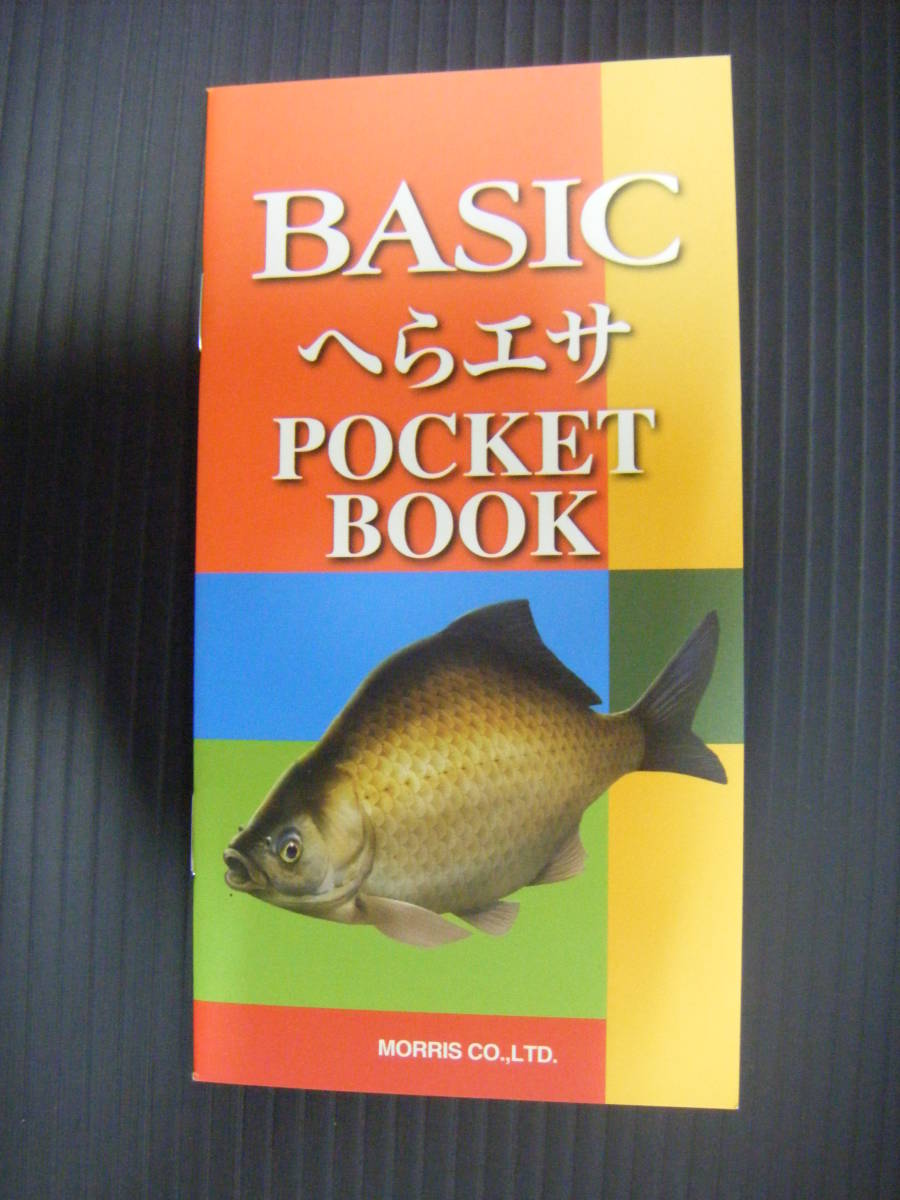 BASIC
へらエサ
POCKET
BOOK
MORRIS CO.,LTD.